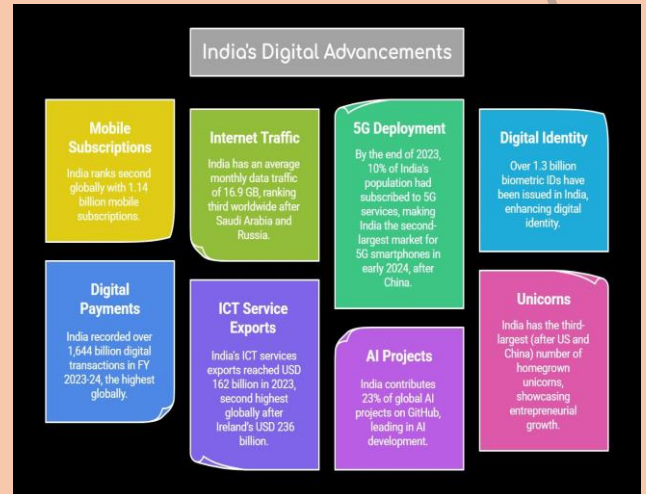 India's Digital Advancements
Mobile
Subscriptions
India ranks second
globally with 1.14
billion mobile
subscriptions.
Internet Traffic
India has an average
monthly data traffic
of 16.9 GB, ranking
third worldwide after
Saudi Arabia and
Russia.
5G Deployment
By the end of 2023,
10% of India's
population had
subscribed to 5G
services, making
India the second-
largest market for
5G smartphones in
early 2024, after
China.
Digital Identity
Over 1.3 billion
biometric IDs have
been issued in India,
enhancing digital
identity.
Digital
Payments
India recorded over
1,644 billion digital
transactions in FY
2023-24, the highest
globally.
ICT Service
Exports
India's ICT services
exports reached USD
162 billion in 2023,
second highest
globally after
Ireland's USD 236
billion.
AI Projects
India contributes
23% of global AI
projects on GitHub,
leading in AI
development.
Unicorns
India has the third-
largest (after US and
China) number of
homegrown
unicorns,
showcasing
entrepreneurial
growth.